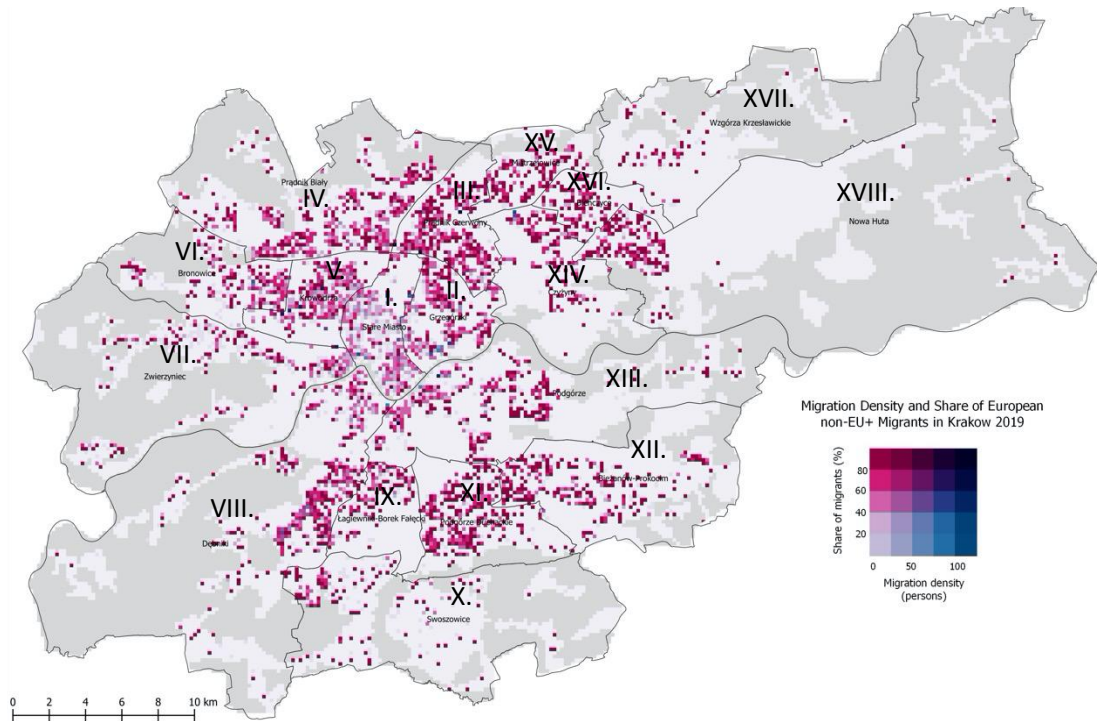 XVII.
Wzgórza Krzesławickie
XV.
Mistrzejowice
XVI.
Bieńczyce
Prądnik Biały
IV.
III.
Prądnik Czerwony
XVIII.
Nowa Huta
VI.
Bronowice
V.
Krowodrza
XIV.
Czyżyny
I.
Stare Miasto
II.
Grzegórzki
VII.
Zwierzyniec
XIII.
Podgórze
Migration Density and Share of European
non-EU+ Migrants in Krakow 2019
Share of migrants (%)
80
60
40
20
0 50 100
Migration density
(persons)
XII.
Bieżanów-Prokocim
XI.
Podgórze Duchackie
IX.
Łagiewniki-Borek Fałęcki
VIII.
Dębniki
X.
Swoszowice
0 2 4 6 8 10 km